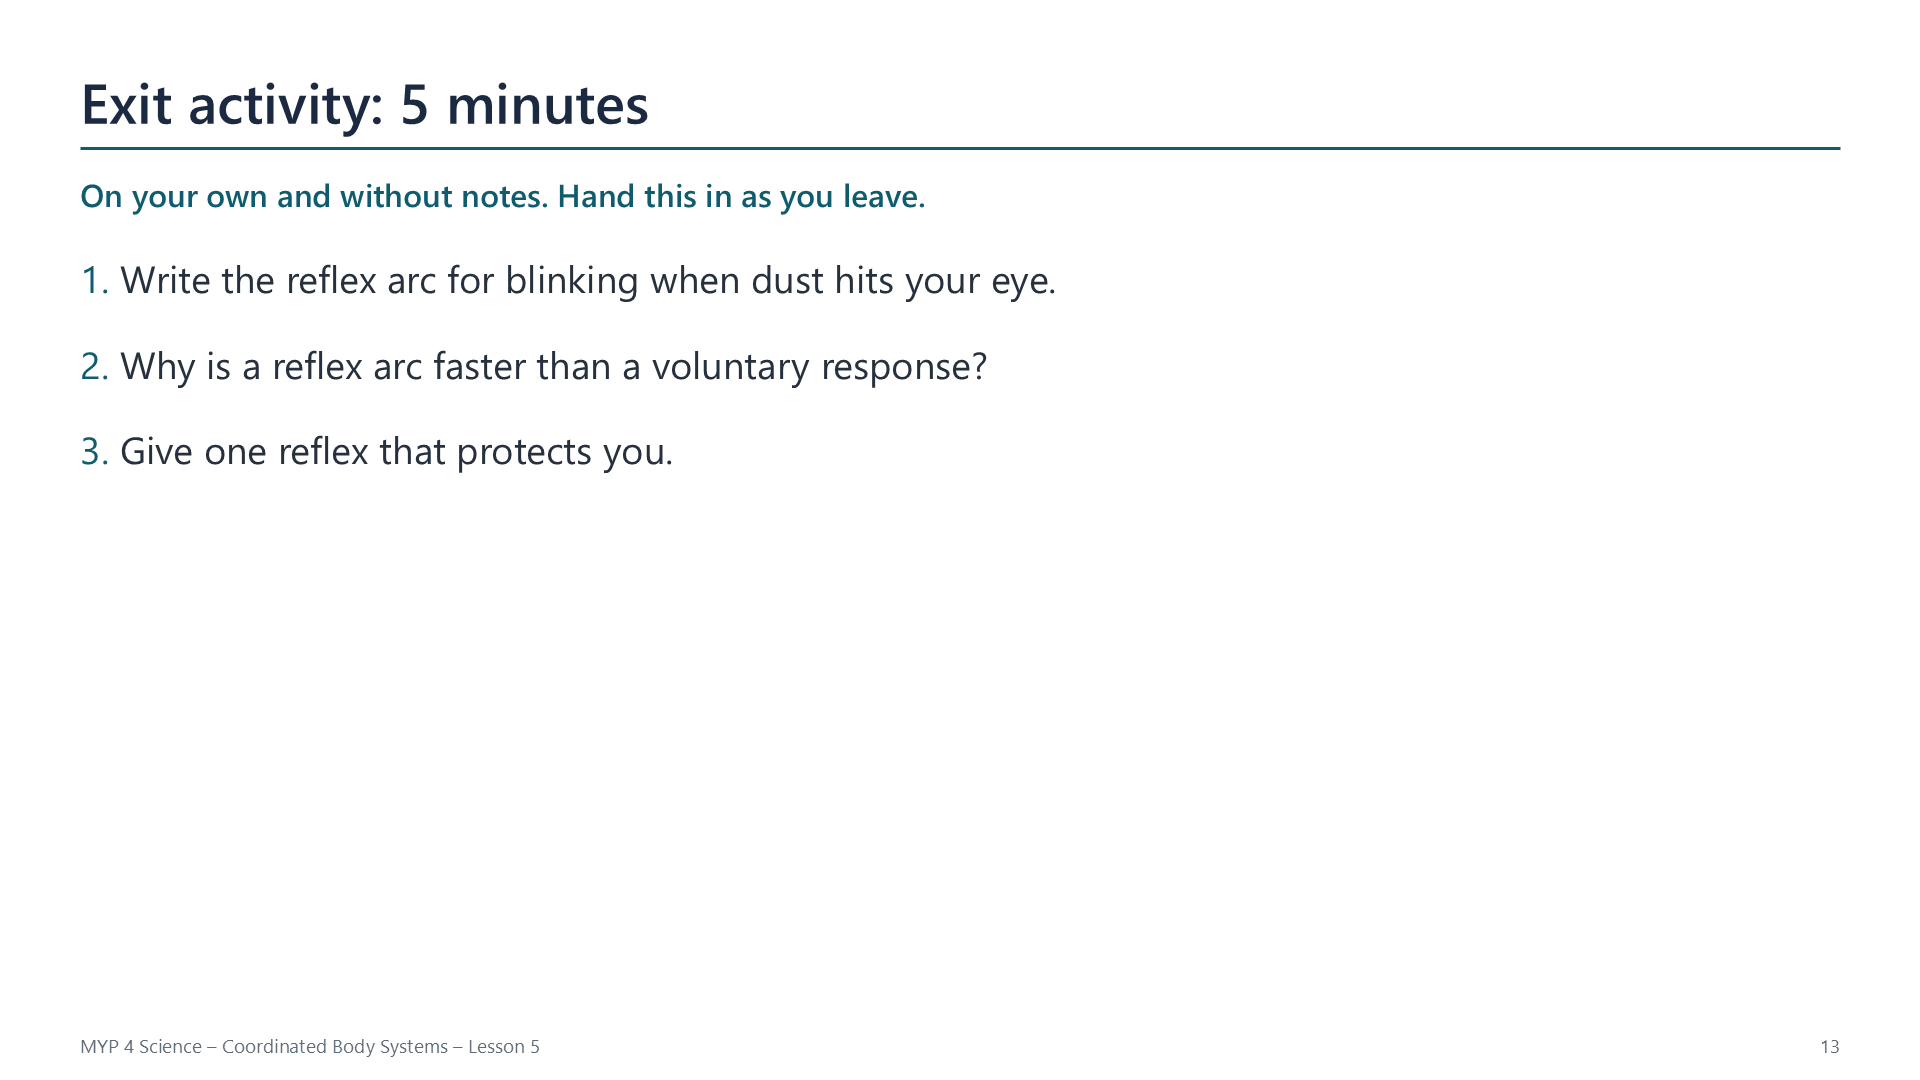 Exit activity: 5 minutes
On your own and without notes. Hand this in as you leave.
1. Write the reflex arc for blinking when dust hits your eye.
2. Why is a reflex arc faster than a voluntary response?
3. Give one reflex that protects you.
MYP 4 Science – Coordinated Body Systems – Lesson 5
13